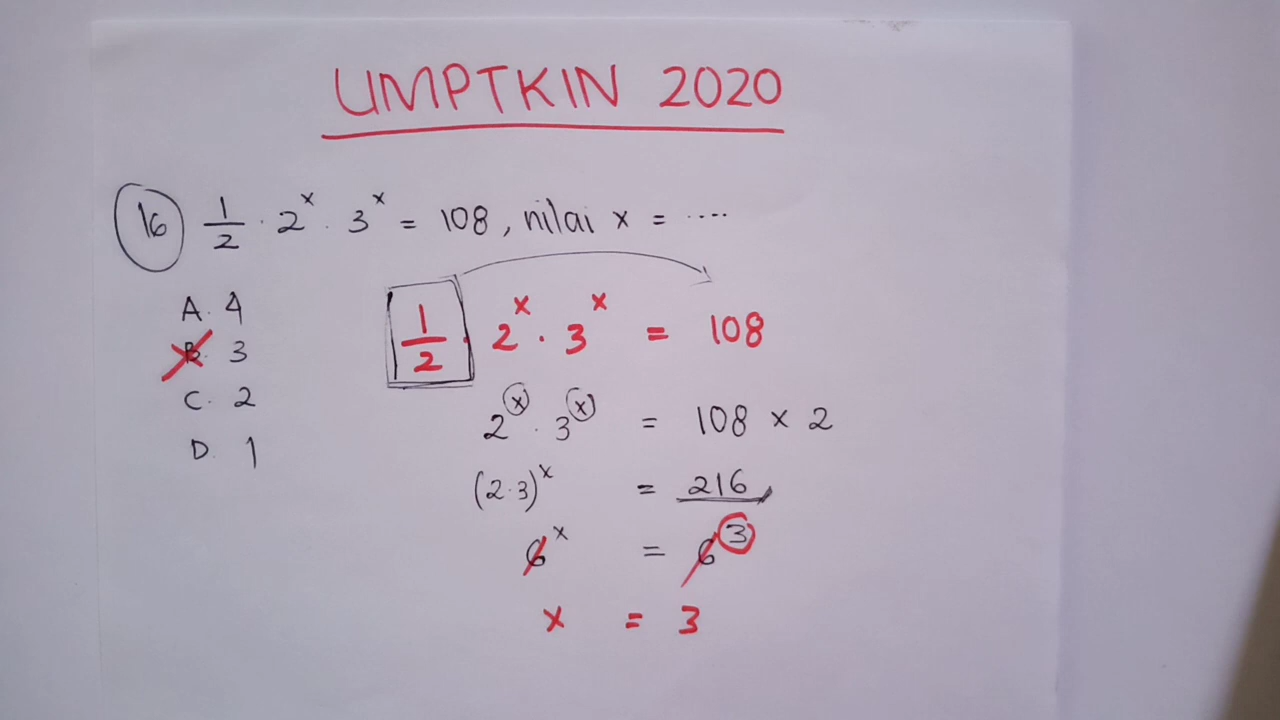 UMPTKIN 2020
16 1/2 · 2^x · 3^x = 108, nilai x = ....
A. 4
B. 3
C. 2
D. 1
1/2 · 2^x · 3^x = 108
2^x · 3^x = 108 × 2
(2·3)^x = 216
6^x = 6^3
x = 3